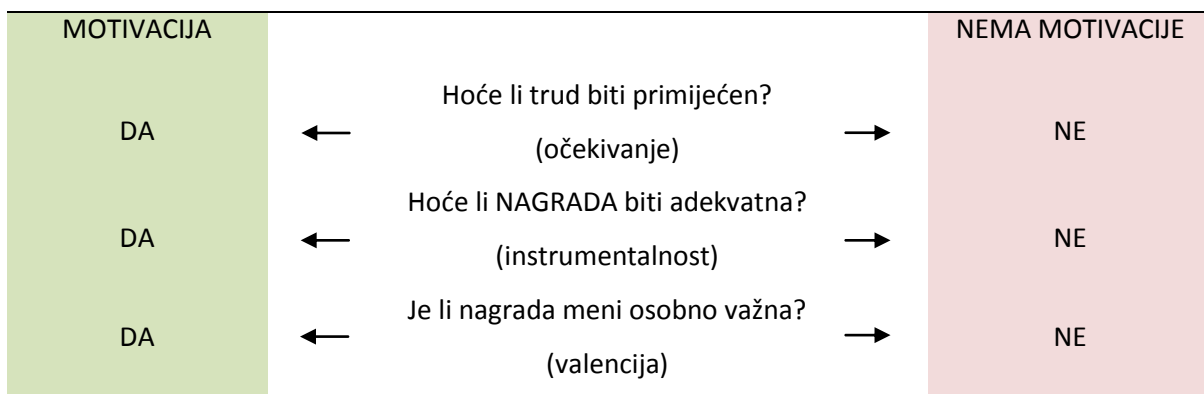 MOTIVACIJA
NEMA MOTIVACIJE
Hoće li trud biti primijećen?
DA
NE
(očekivanje)
Hoće li NAGRADA biti adekvatna?
DA
NE
(instrumentalnost)
Je li nagrada meni osobno važna?
DA
NE
(valencija)